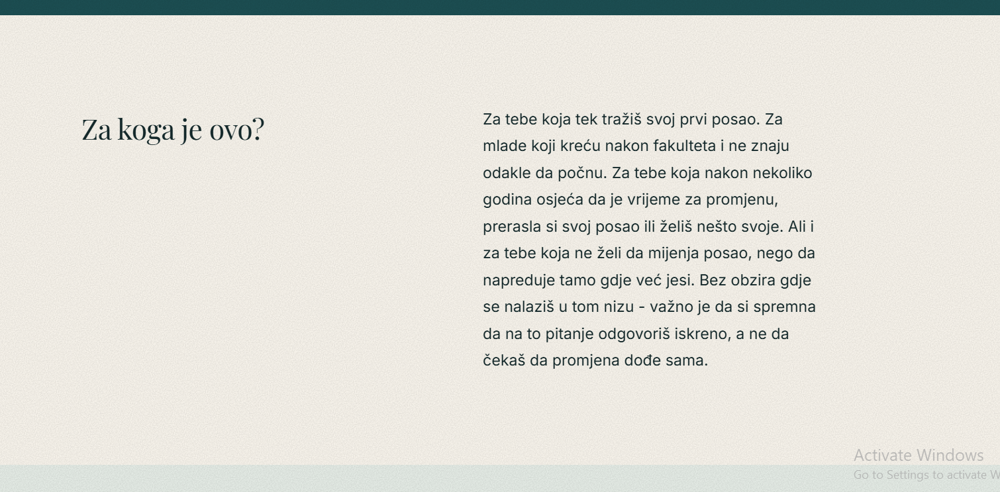 Za koga je ovo?
Za tebe koja tek tražiš svoj prvi posao. Za
mlade koji kreću nakon fakulteta i ne znaju
odakle da počnu. Za tebe koja nakon nekoliko
godina osjeća da je vrijeme za promjenu,
prerasla si svoj posao ili želiš nešto svoje. Ali i
za tebe koja ne želi da mijenja posao, nego da
napreduje tamo gdje već jesi. Bez obzira gdje
se nalaziš u tom nizu - važno je da si spremna
da na to pitanje odgovoriš iskreno, a ne da
čekaš da promjena dođe sama.
Activate Windows
Go to Settings to activate W